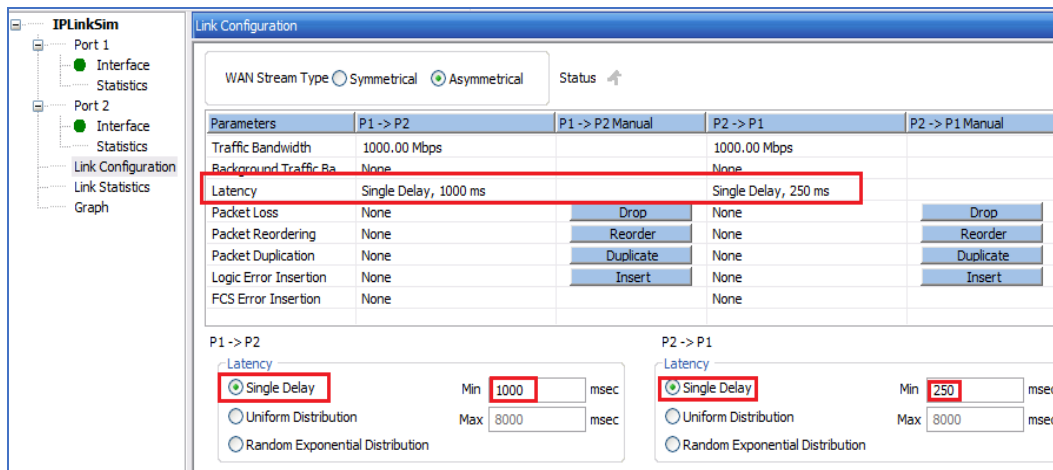 IPLinkSim
Port 1
Interface
Statistics
Port 2
Interface
Statistics
Link Configuration
Link Statistics
Graph
Link Configuration
WAN Stream Type Symmetrical Asymmetrical Status
Parameters P1 -> P2 P1 -> P2 Manual P2 -> P1 P2 -> P1 Manual
Traffic Bandwidth 1000.00 Mbps 1000.00 Mbps
Background Traffic Ba... None None
Latency Single Delay, 1000 ms Single Delay, 250 ms
Packet Loss None Drop None Drop
Packet Reordering None Reorder None Reorder
Packet Duplication None Duplicate None Duplicate
Logic Error Insertion None Insert None Insert
FCS Error Insertion None None
P1 -> P2 P2 -> P1
Latency Latency
Single Delay Min 1000 msec Single Delay Min 250 msec
Uniform Distribution Max 8000 msec Uniform Distribution Max 8000 msec
Random Exponential Distribution Random Exponential Distribution